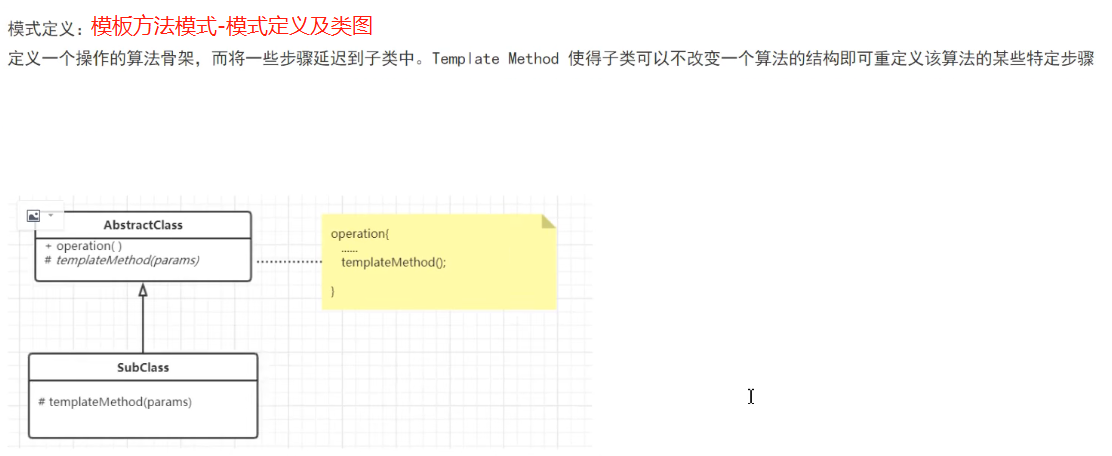 模式定义：模板方法模式-模式定义及类图
定义一个操作的算法骨架，而将一些步骤延迟到子类中。Template Method 使得子类可以不改变一个算法的结构即可重定义该算法的某些特定步骤
AbstractClass
+ operation( )
# templateMethod(params)
operation{
......
templateMethod();
}
SubClass
# templateMethod(params)